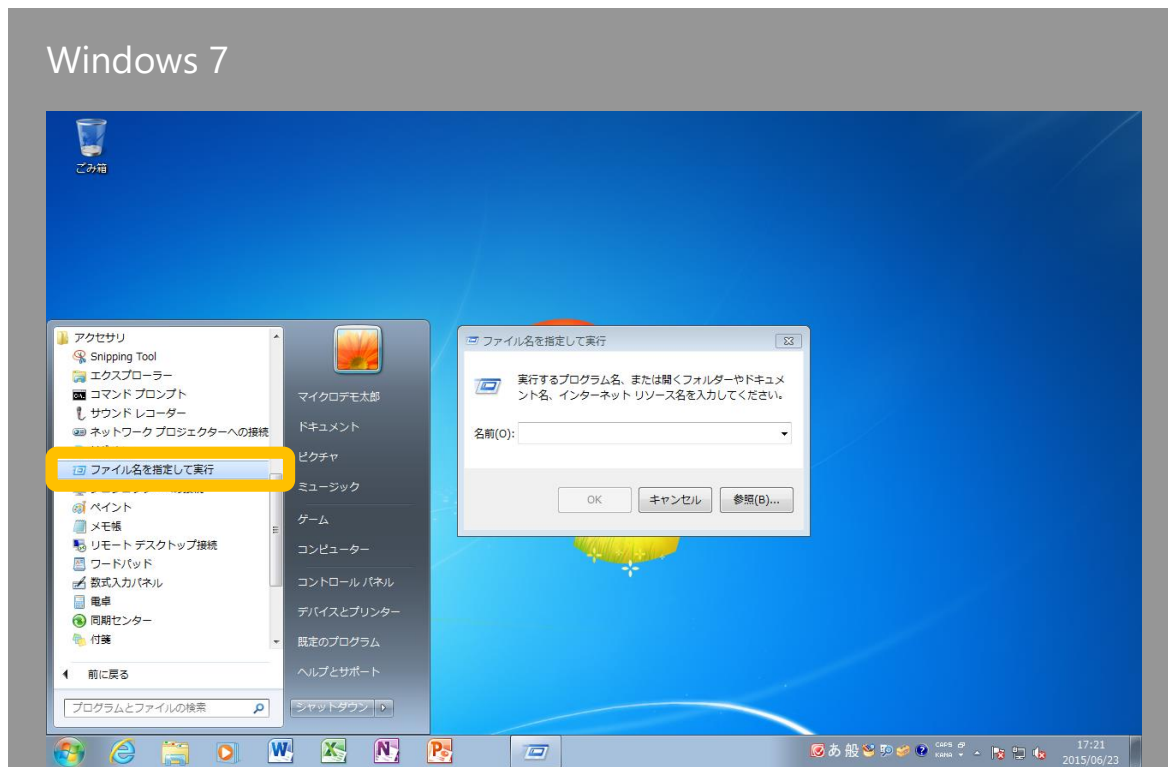 Windows 7
ごみ箱
アクセサリ
Snipping Tool
エクスプローラー
コマンド プロンプト
サウンド レコーダー
ネットワーク プロジェクターへの接続
ファイル名を指定して実行
ペイント
メモ帳
リモート デスクトップ接続
ワードパッド
数式入力パネル
電卓
同期センター
付箋
前に戻る
プログラムとファイルの検索
マイクロデモ太郎
ドキュメント
ピクチャ
ミュージック
ゲーム
コンピューター
コントロール パネル
デバイスとプリンター
既定のプログラム
ヘルプとサポート
シャットダウン
ファイル名を指定して実行
実行するプログラム名、または開くフォルダーやドキュメ
ント名、インターネット リソース名を入力してください。
名前(O):
OK
キャンセル
参照(B)...
あ 般
CAPS
KANA
17:21
2015/06/23